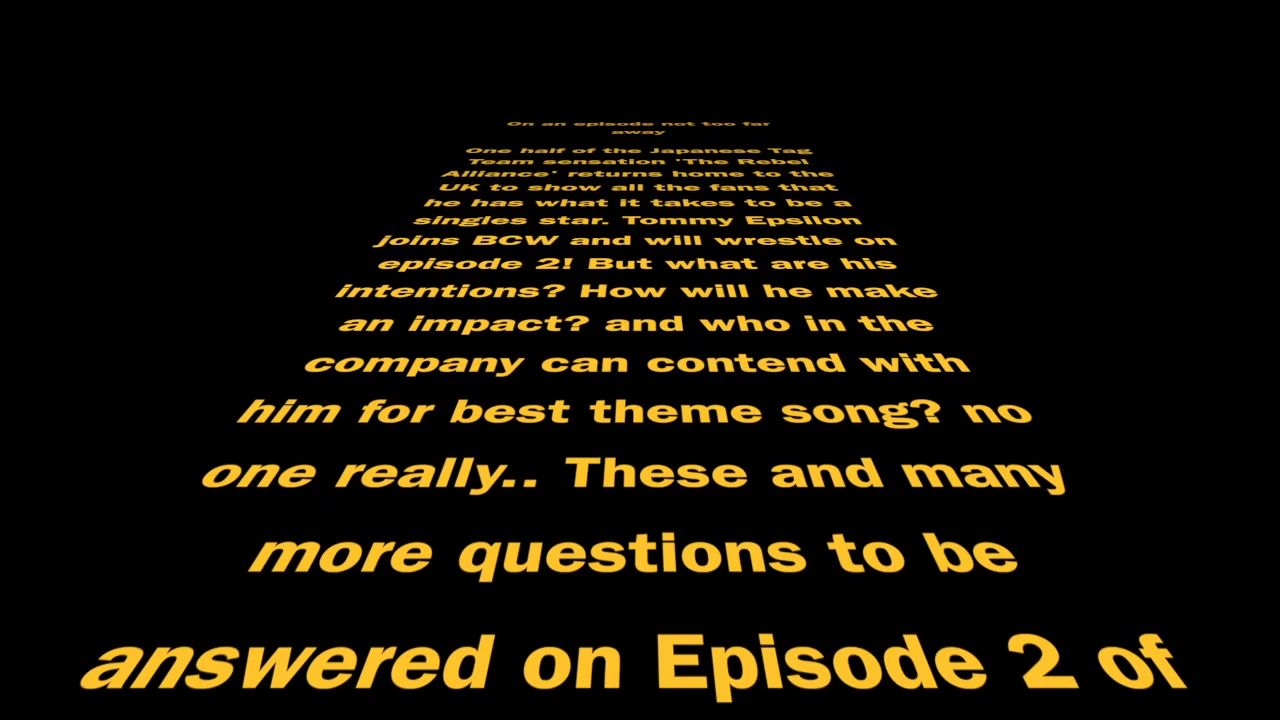 On an episode not too far
away
One half of the Japanese Tag
Team sensation 'The Rebel
Alliance' returns home to the
UK to show all the fans that
he has what it takes to be a
singles star. Tommy Epsilon
joins BCW and will wrestle on
episode 2! But what are his
intentions? How will he make
an impact? and who in the
company can contend with
him for best theme song? no
one really.. These and many
more questions to be
answered on Episode 2 of